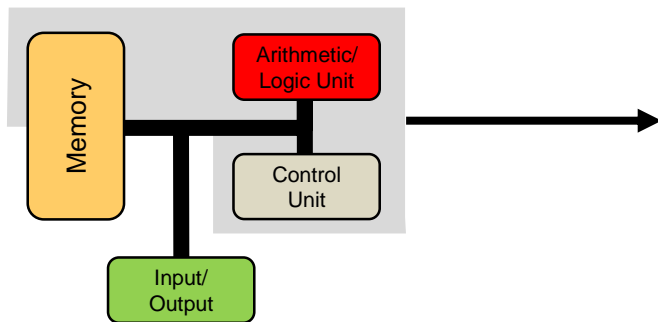 Memory
Arithmetic/
Logic Unit
Control
Unit
Input/
Output